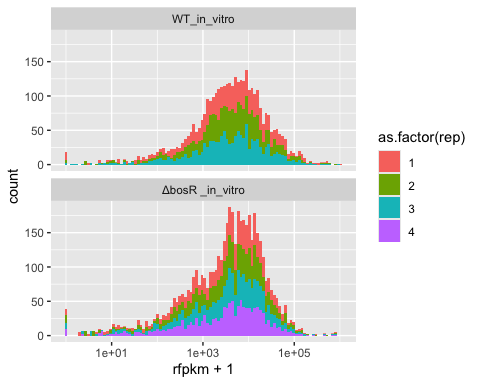 WT_in_vitro
150
100
50
0
ΔbosR _in_vitro
150
100
50
0
count
1e+01 1e+03 1e+05
rfpkm + 1
as.factor(rep)
1
2
3
4